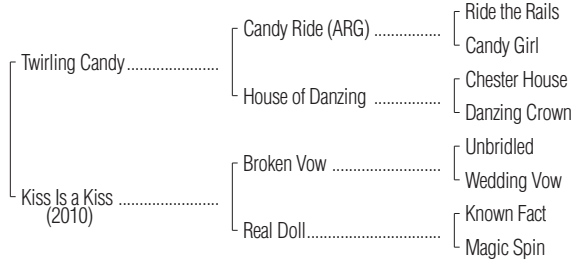 Ride the Rails
Candy Ride (ARG) ................
Candy Girl
Twirling Candy ......................
Chester House
House of Danzing ................
Danzing Crown
Unbridled
Broken Vow ..........................
Wedding Vow
Kiss Is a Kiss ........................
(2010)
Known Fact
Real Doll................................
Magic Spin